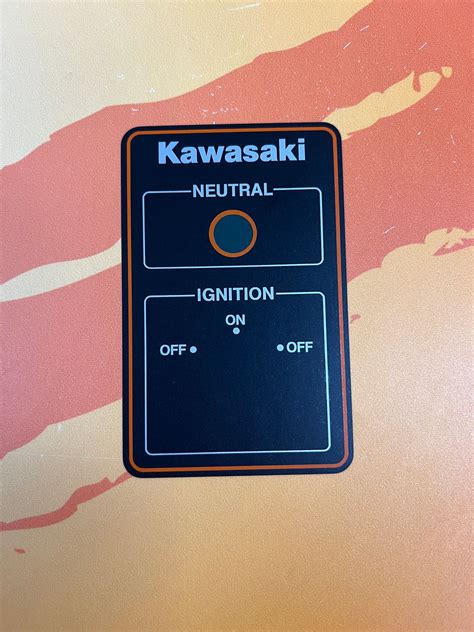 Kawasaki
NEUTRAL
IGNITION
ON
OFF OFF